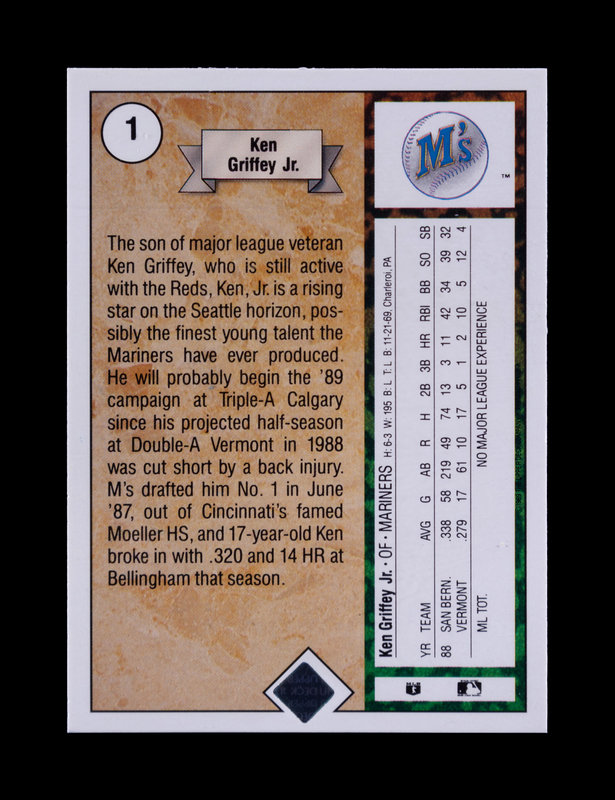 1
Ken
Griffey Jr.
The son of major league veteran
Ken Griffey, who is still active
with the Reds, Ken, Jr. is a rising
star on the Seattle horizon, pos-
sibly the finest young talent the
Mariners have ever produced.
He will probably begin the '89
campaign at Triple-A Calgary
since his projected half-season
at Double-A Vermont in 1988
was cut short by a back injury.
M's drafted him No. 1 in June
'87, out of Cincinnati's famed
Moeller HS, and 17-year-old Ken
broke in with .320 and 14 HR at
Bellingham that season.
M's
TM
Ken Griffey Jr. • OF • MARINERS H: 6-3 W: 195 B: L T: L B: 11-21-69, Charleroi, PA
YR TEAM AVG G AB R H 2B 3B HR RBI BB SO SB
88 SAN BERN. .338 58 219 49 74 13 3 11 42 34 39 32
VERMONT .279 17 61 10 17 5 1 2 10 5 12 4
ML TOT. NO MAJOR LEAGUE EXPERIENCE
UPPER
DECK